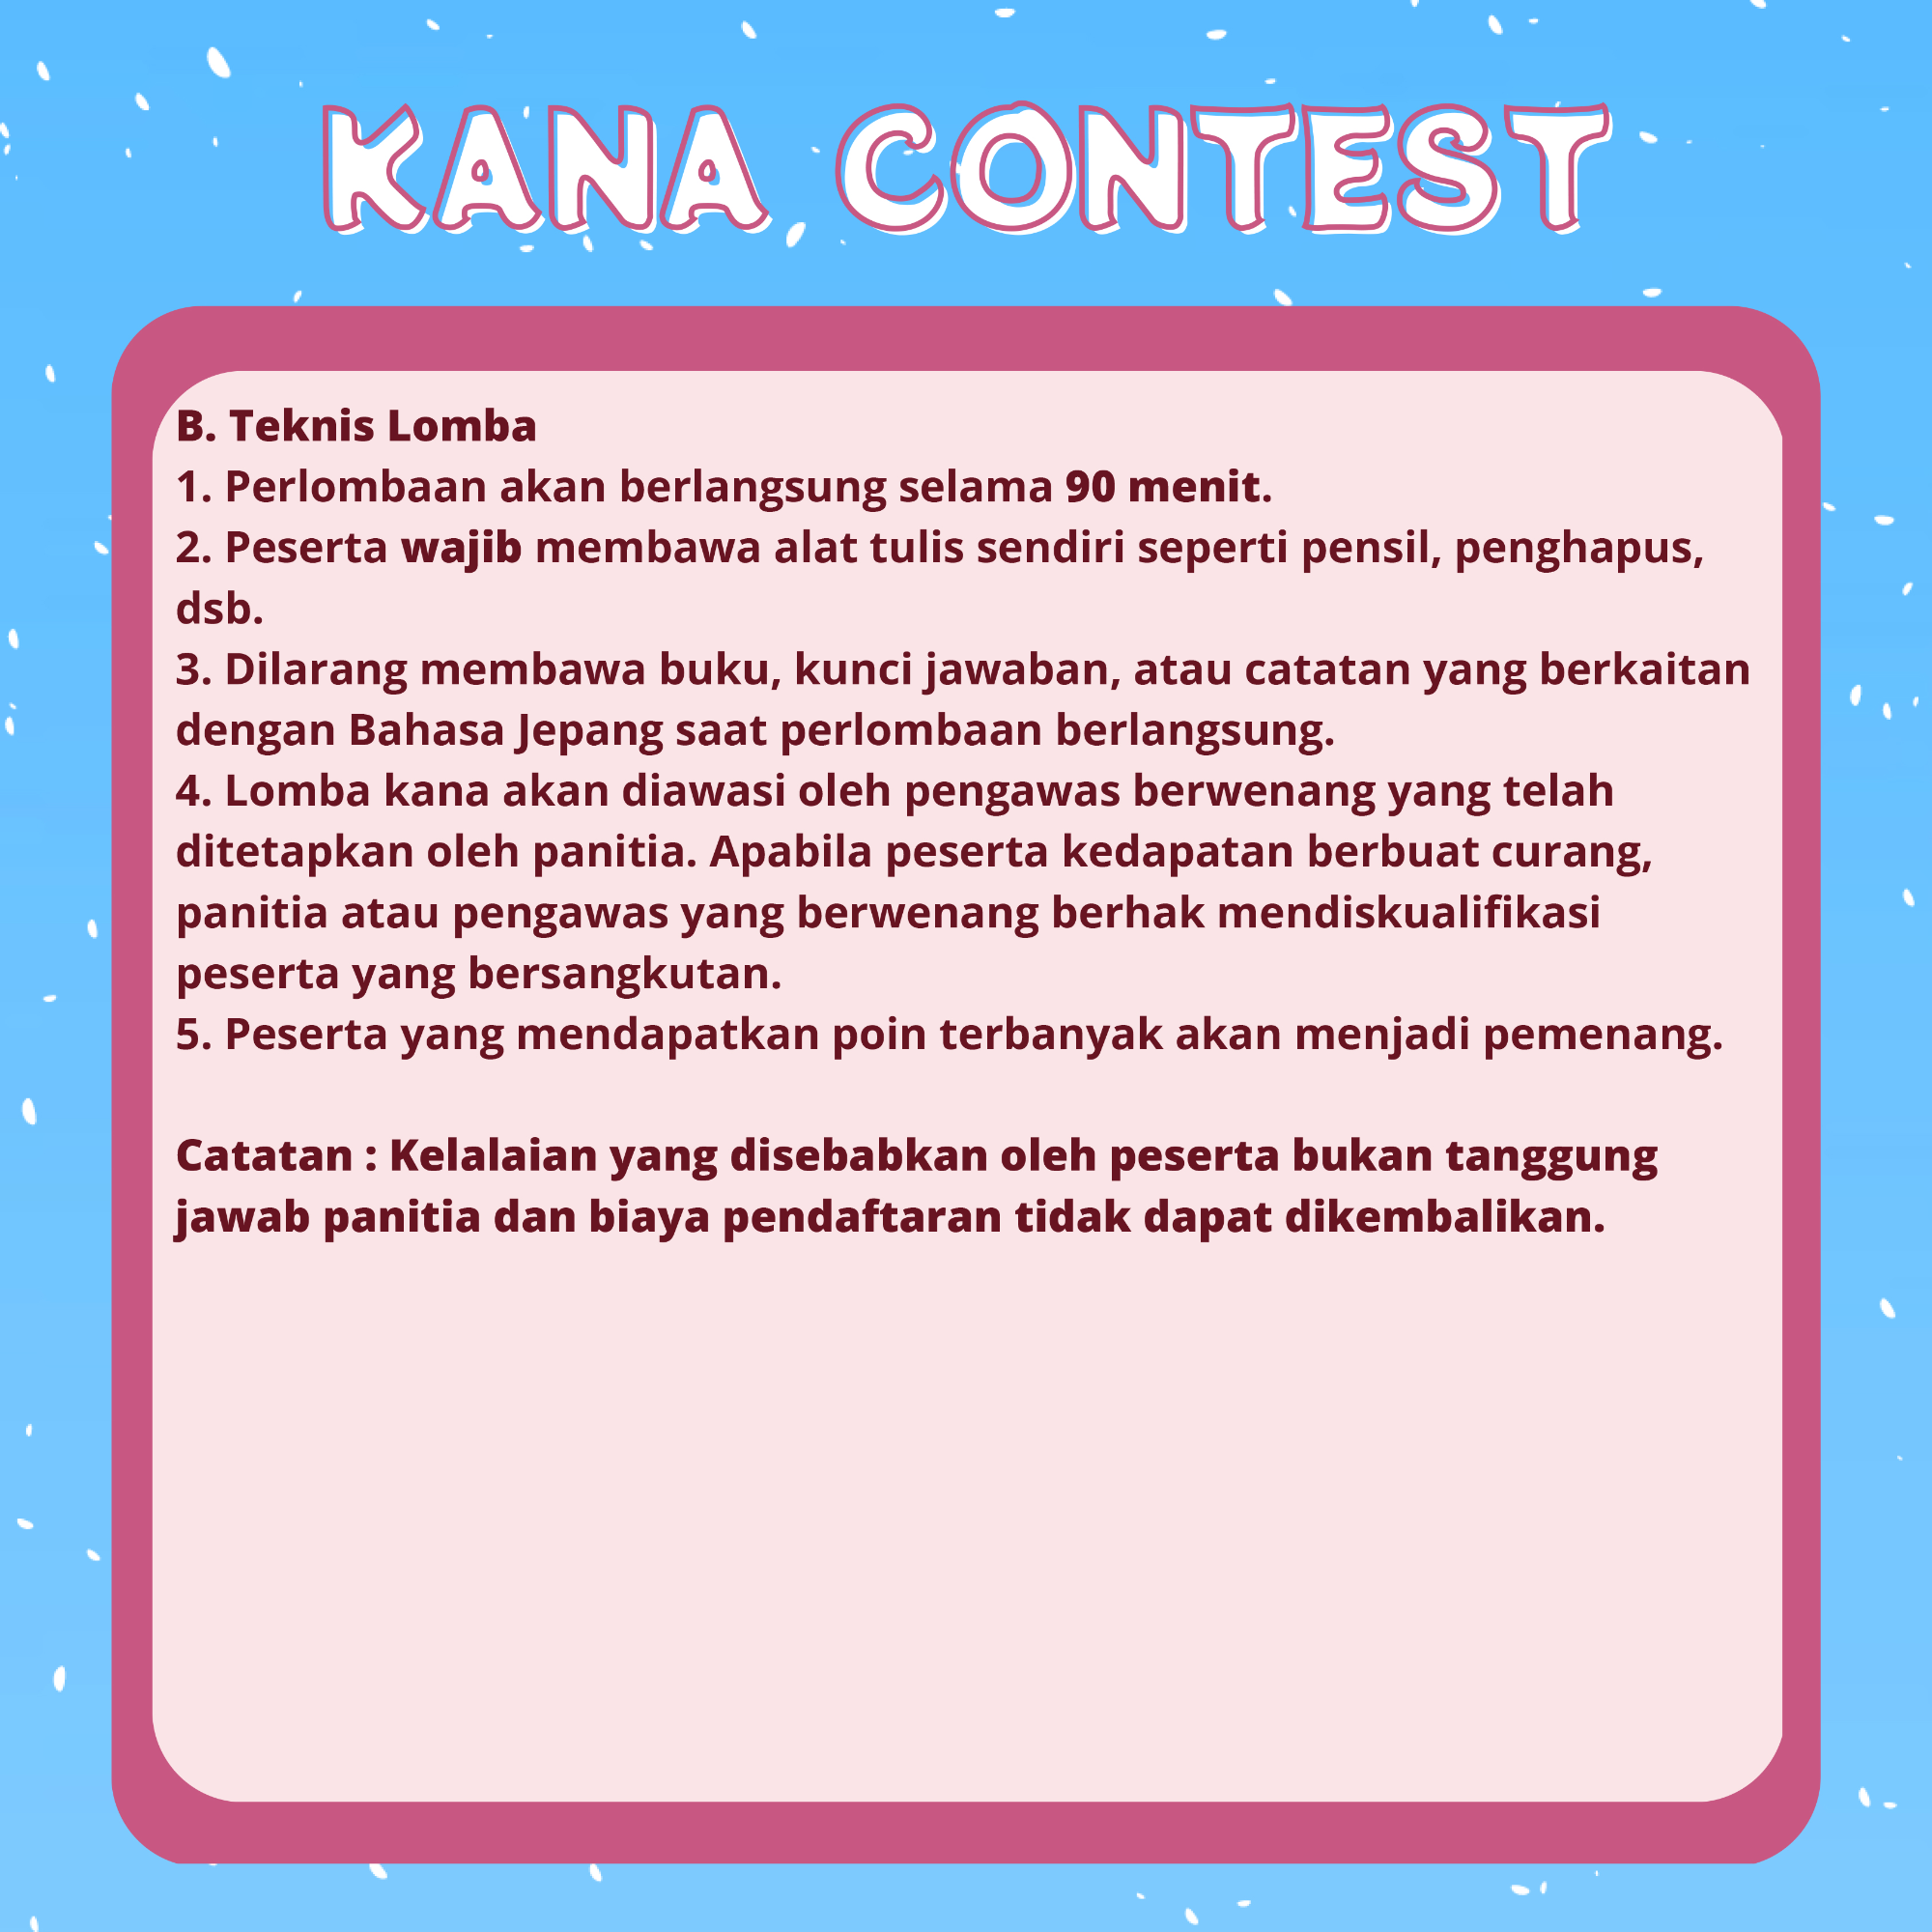 KANA CONTEST
B. Teknis Lomba
1. Perlombaan akan berlangsung selama 90 menit.
2. Peserta wajib membawa alat tulis sendiri seperti pensil, penghapus,
dsb.
3. Dilarang membawa buku, kunci jawaban, atau catatan yang berkaitan
dengan Bahasa Jepang saat perlombaan berlangsung.
4. Lomba kana akan diawasi oleh pengawas berwenang yang telah
ditetapkan oleh panitia. Apabila peserta kedapatan berbuat curang,
panitia atau pengawas yang berwenang berhak mendiskualifikasi
peserta yang bersangkutan.
5. Peserta yang mendapatkan poin terbanyak akan menjadi pemenang.
Catatan : Kelalaian yang disebabkan oleh peserta bukan tanggung
jawab panitia dan biaya pendaftaran tidak dapat dikembalikan.